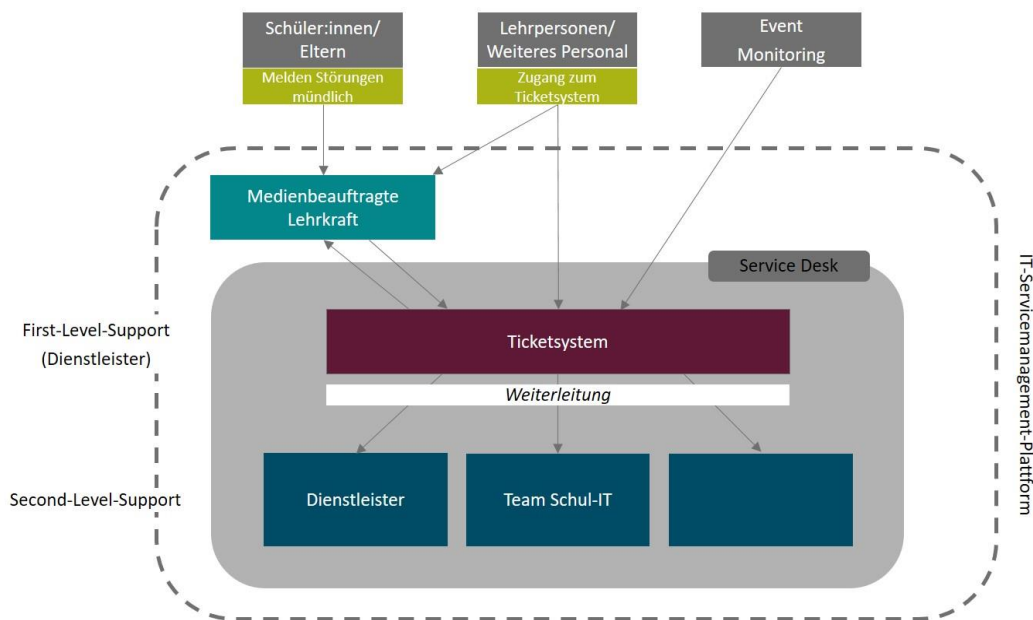 Schüler:innen/
Eltern
Melden Störungen
mündlich
Lehrpersonen/
Weiteres Personal
Zugang zum
Ticketsystem
Event
Monitoring
Medienbeauftragte
Lehrkraft
Service Desk
First-Level-Support
(Dienstleister)
Ticketsystem
Weiterleitung
Second-Level-Support
Dienstleister
Team Schul-IT
IT-Servicemanagement-Plattform